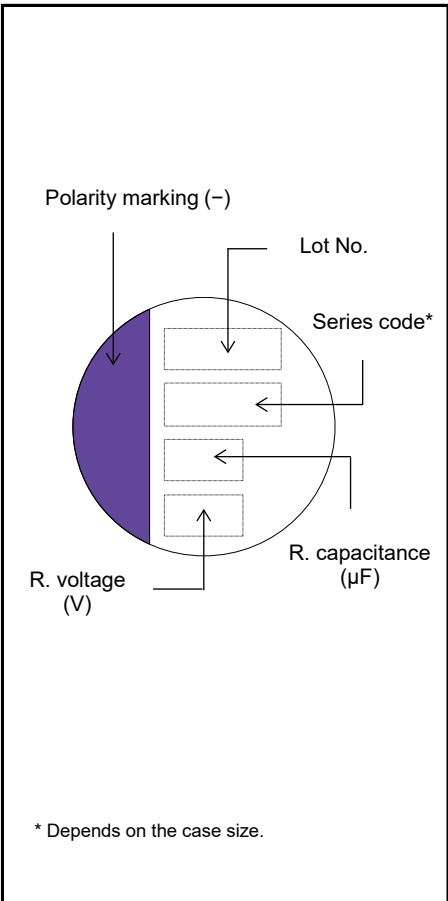 Polarity marking (−)
Lot No.
Series code*
R. capacitance
(μF)
R. voltage
(V)
* Depends on the case size.